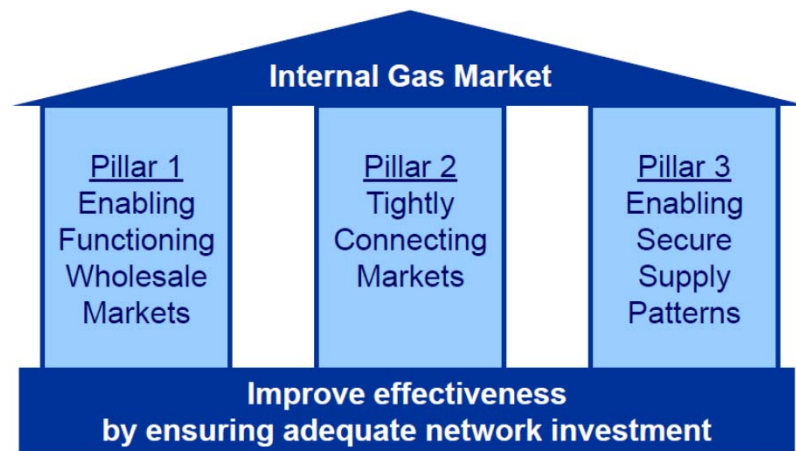 Internal Gas Market
Pillar 1
Enabling
Functioning
Wholesale
Markets
Pillar 2
Tightly
Connecting
Markets
Pillar 3
Enabling
Secure
Supply
Patterns
Improve effectiveness
by ensuring adequate network investment